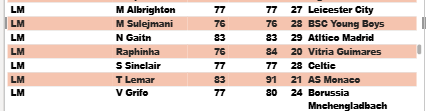 LM M Albrighton 77 77 27 Leicester City
LM M Sulejmani 76 76 28 BSC Young Boys
LM N Gaitn 83 83 29 Atltico Madrid
LM Raphinha 76 84 20 Vitria Guimares
LM S Sinclair 77 77 28 Celtic
LM T Lemar 83 91 21 AS Monaco
LM V Grifo 77 80 24 Borussia
Mnchengladbach